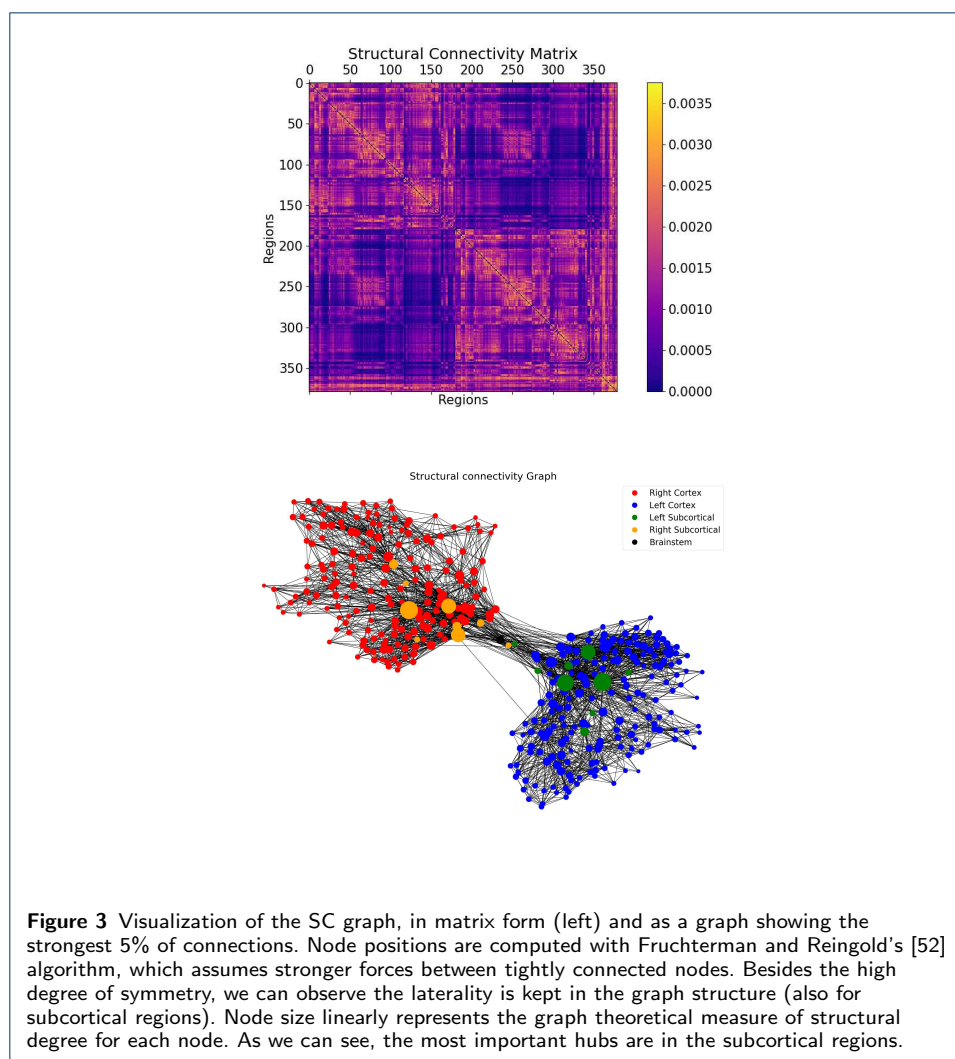 Structural Connectivity Matrix
0 50 100 150 200 250 300 350
0
50
100
150
200
250
300
350
Regions
Regions
0.0035
0.0030
0.0025
0.0020
0.0015
0.0010
0.0005
0.0000
Structural connectivity Graph
Right Cortex
Left Cortex
Left Subcortical
Right Subcortical
Brainstem
Figure 3 Visualization of the SC graph, in matrix form (left) and as a graph showing the
strongest 5% of connections. Node positions are computed with Fruchterman and Reingold's [52]
algorithm, which assumes stronger forces between tightly connected nodes. Besides the high
degree of symmetry, we can observe the laterality is kept in the graph structure (also for
subcortical regions). Node size linearly represents the graph theoretical measure of structural
degree for each node. As we can see, the most important hubs are in the subcortical regions.